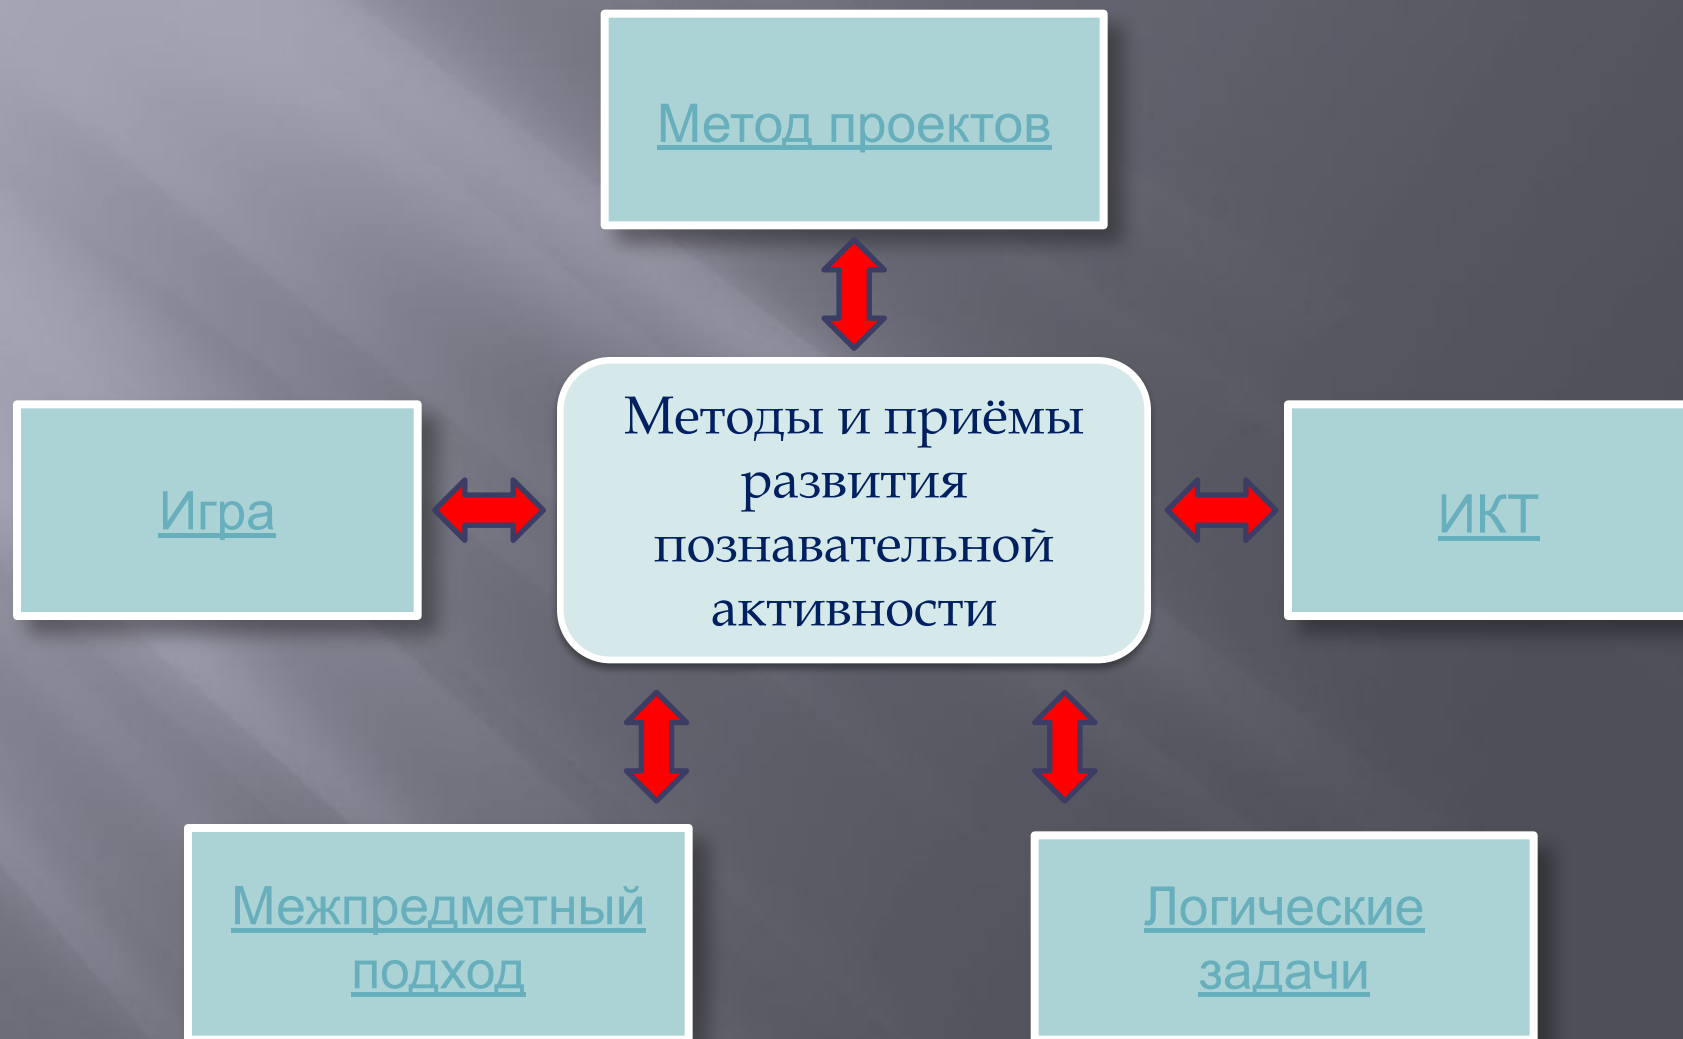 Метод проектов
Методы и приёмы
развития
познавательной
активности
Игра
ИКТ
Межпредметный
подход
Логические
задачи